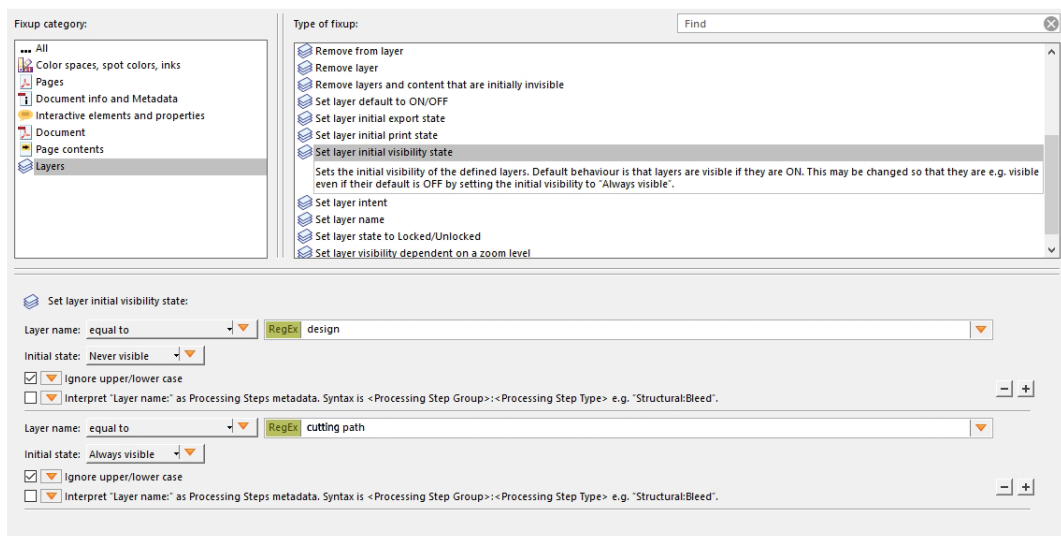 Fixup category:
Type of fixup:
Find
... All
Color spaces, spot colors, inks
Pages
Document info and Metadata
Interactive elements and properties
Document
Page contents
Layers
Remove from layer
Remove layer
Remove layers and content that are initially invisible
Set layer default to ON/OFF
Set layer initial export state
Set layer initial print state
Set layer initial visibility state
Sets the initial visibility of the defined layers. Default behaviour is that layers are visible if they are ON. This may be changed so that they are e.g. visible
even if their default is OFF by setting the initial visibility to "Always visible".
Set layer intent
Set layer name
Set layer state to Locked/Unlocked
Set layer visibility dependent on a zoom level
Set layer initial visibility state:
Layer name: equal to RegEx design
Initial state: Never visible
Ignore upper/lower case
Interpret "Layer name:" as Processing Steps metadata. Syntax is <Processing Step Group>:<Processing Step Type> e.g. "Structural:Bleed".
Layer name: equal to RegEx cutting path
Initial state: Always visible
Ignore upper/lower case
Interpret "Layer name:" as Processing Steps metadata. Syntax is <Processing Step Group>:<Processing Step Type> e.g. "Structural:Bleed".